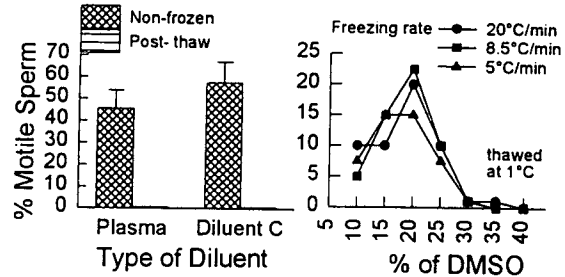 Non-frozen
Post- thaw
% Motile Sperm
70
60
50
40
30
20
10
0
Plasma
Diluent C
Type of Diluent
Freezing rate
20°C/min
8.5°C/min
5°C/min
25
20
15
10
5
0
thawed
at 1°C
5
10
15
20
25
30
35
40
% of DMSO